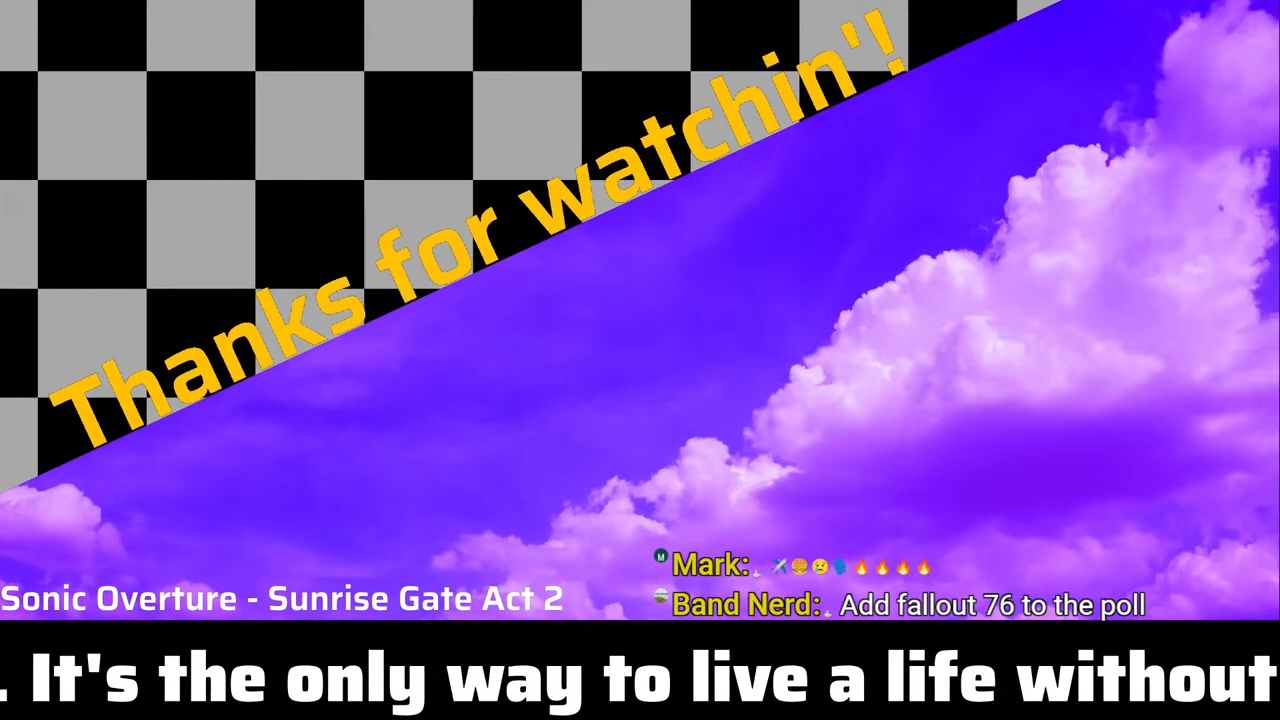 Thanks for watchin'!
Mark: ✈️🍔😢🗣️🔥🔥🔥🔥
Sonic Overture - Sunrise Gate Act 2
Band Nerd: Add fallout 76 to the poll
. It's the only way to live a life without